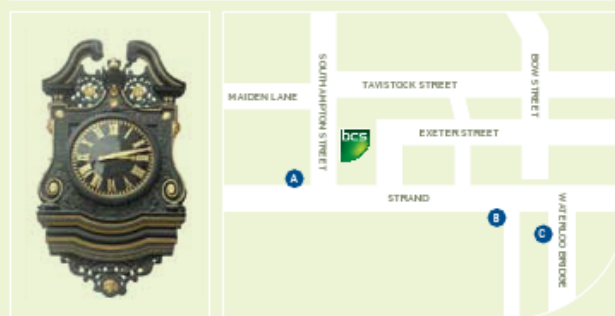 MAIDEN LANE
SOUTHAMPTON STREET
TAVISTOCK STREET
BOW STREET
bcs
EXETER STREET
A
STRAND
B
C
WATERLOO BRIDGE